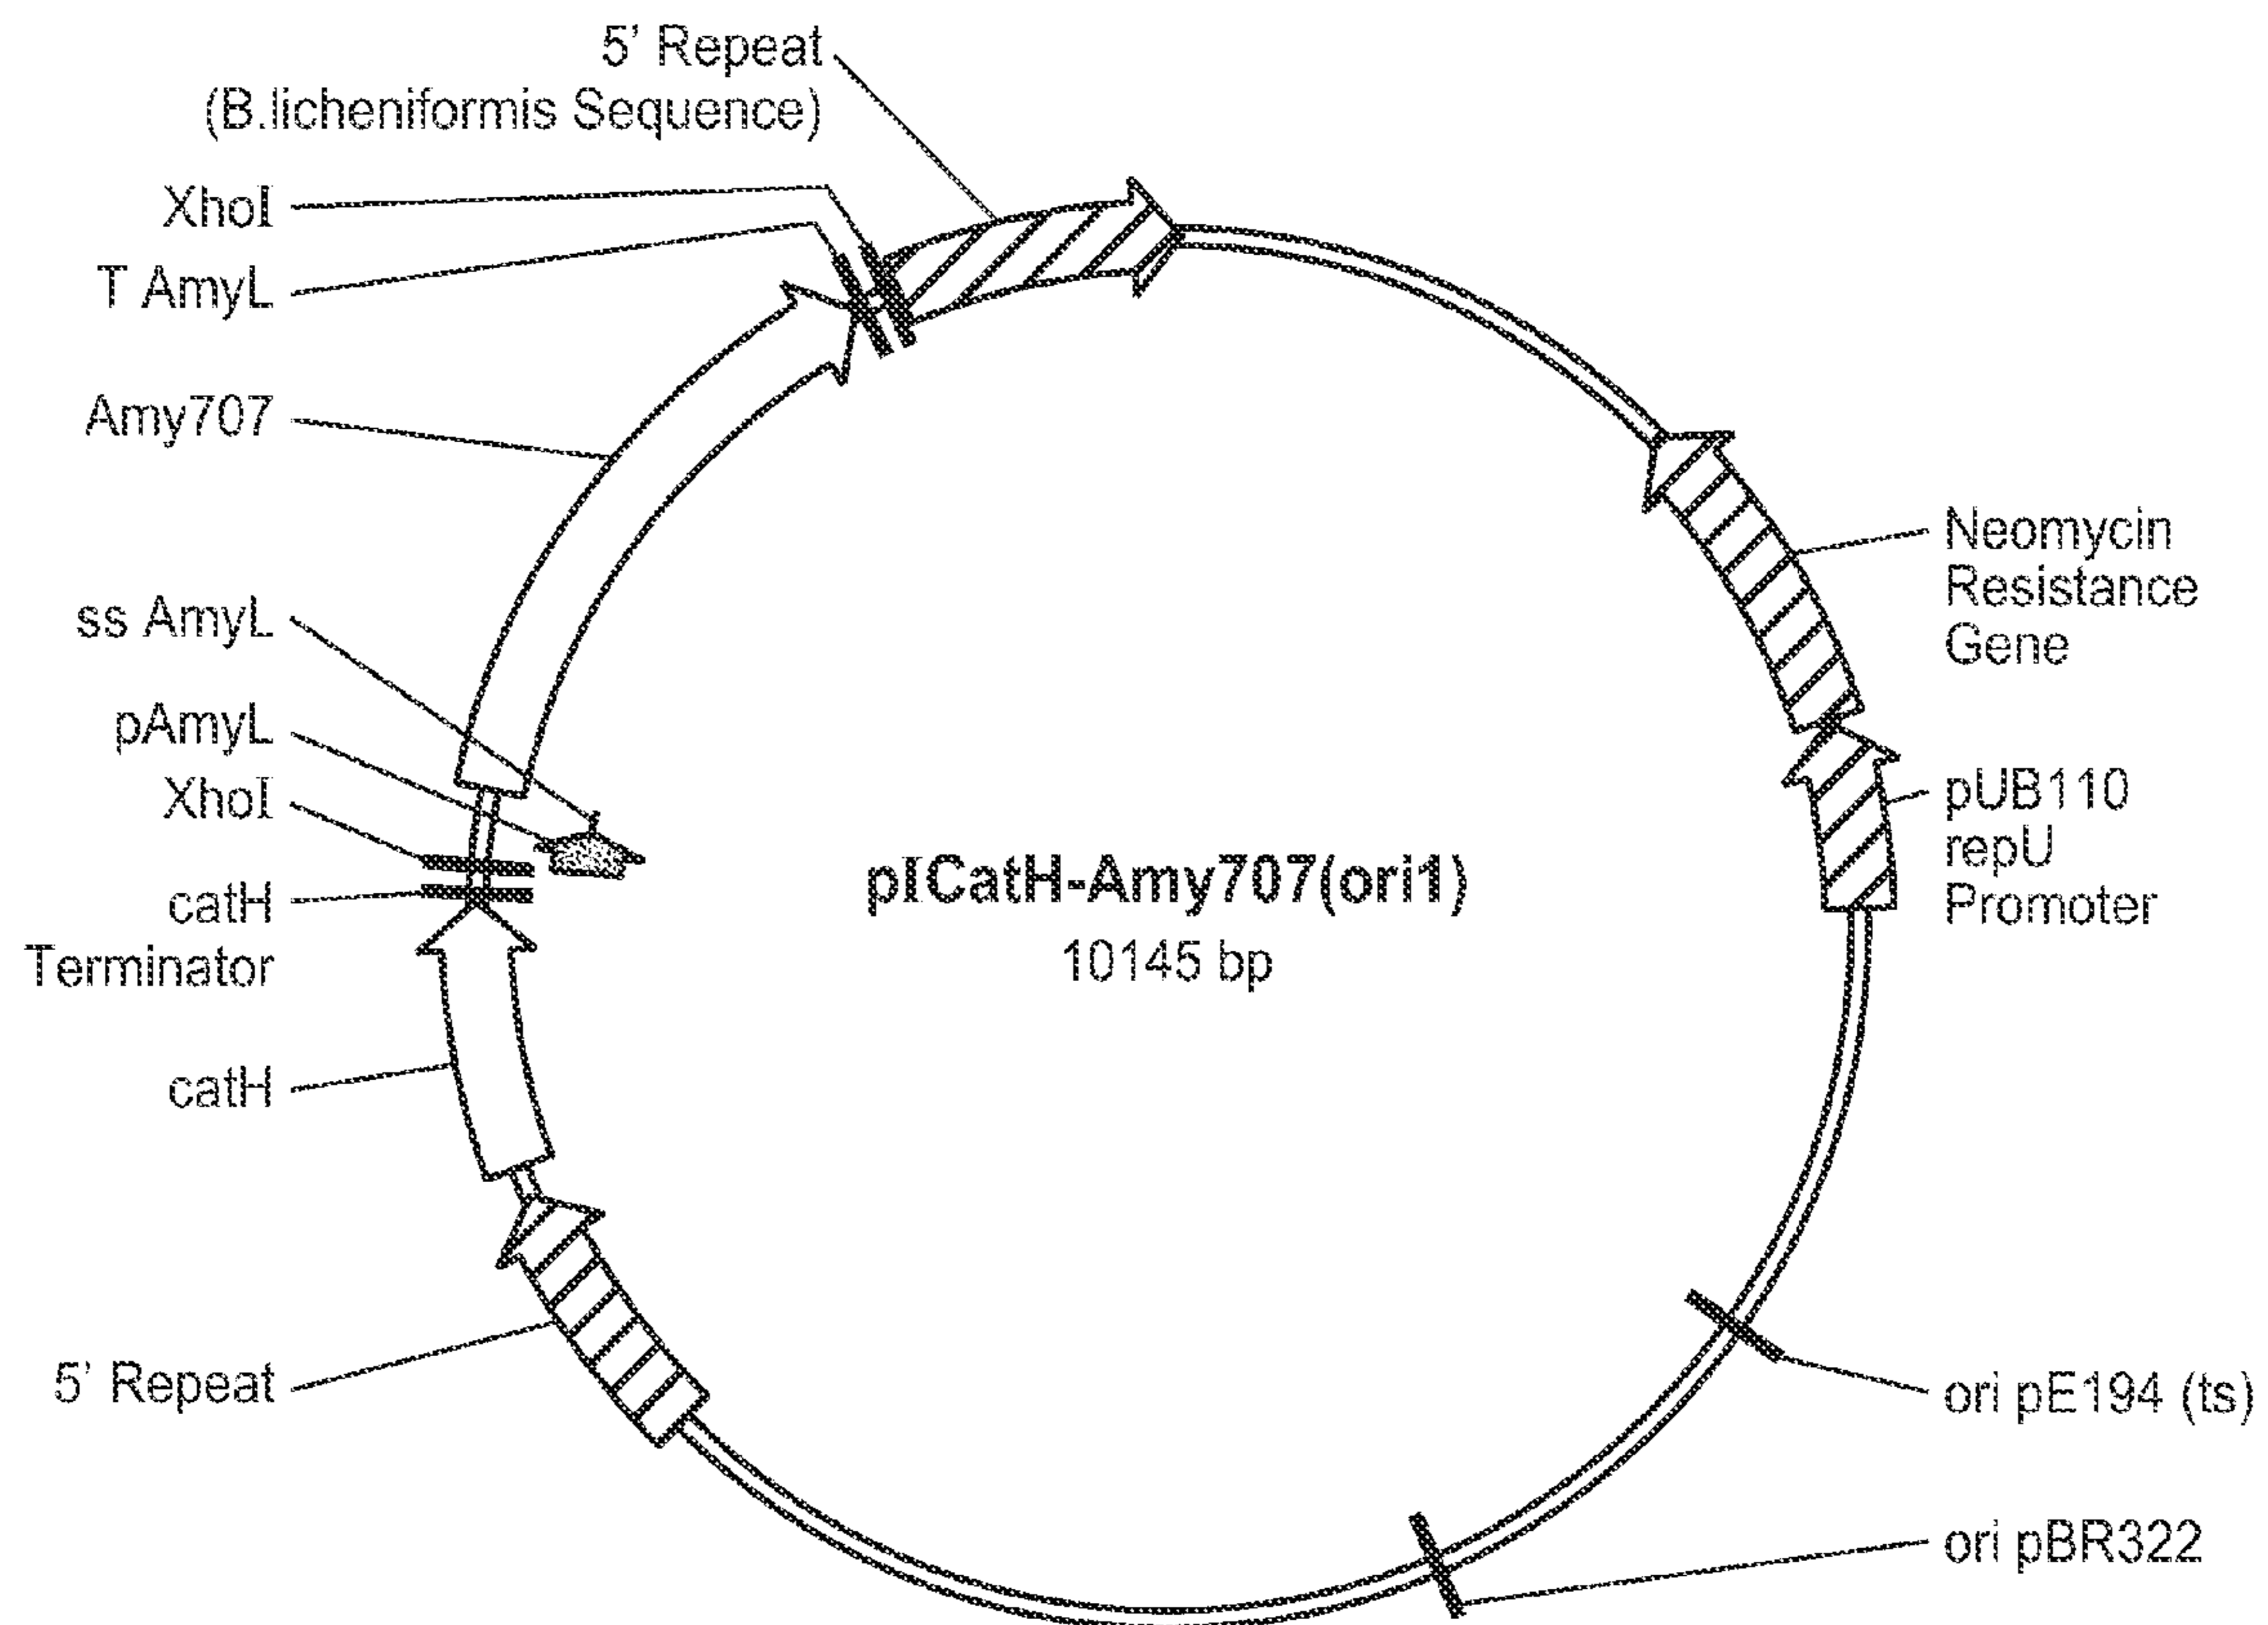 5' Repeat
(B.licheniformis Sequence)
XhoI
T AmyL
Amy707
ss AmyL
pAmyL
XhoI
catH
Terminator
catH
5' Repeat
pICatH-Amy707(ori1)
10145 bp
Neomycin
Resistance
Gene
pUB110
repU
Promoter
ori pE194 (ts)
ori pBR322